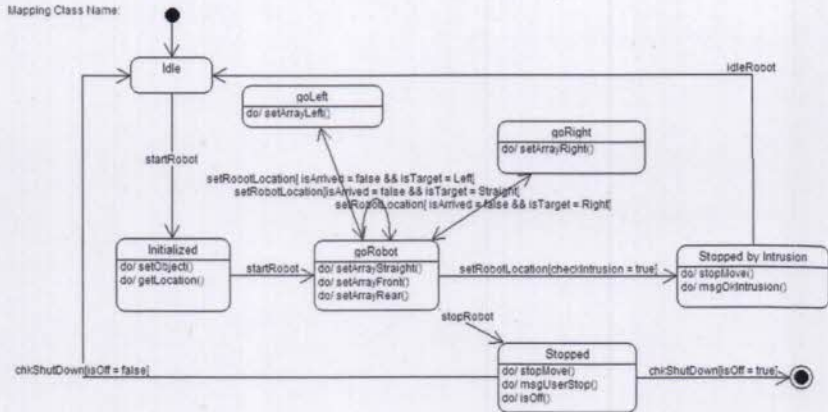 Mapping Class Name:
Idle
idleRobot
goLeft
do/ setArrayLeft()
goRight
do/ setArrayRight()
startRobot
setRobotLocation[ isArrived = false && isTarget = Left]
setRobotLocation[isArrived = false && isTarget = Straight]
setRobotLocation[ isArrived = false && isTarget = Right]
Initialized
do/ setObject()
do/ getLocation()
startRobot
goRobot
do/ setArrayStraight()
do/ setArrayFront()
do/ setArrayRear()
setRobotLocation[checkIntrusion = true]
Stopped by Intrusion
do/ stopMove()
do/ msgOkIntrusion()
stopRobot
Stopped
do/ stopMove()
do/ msgUserStop()
do/ isOff()
chkShutDown[isOff = false]
chkShutDown[isOff = true]